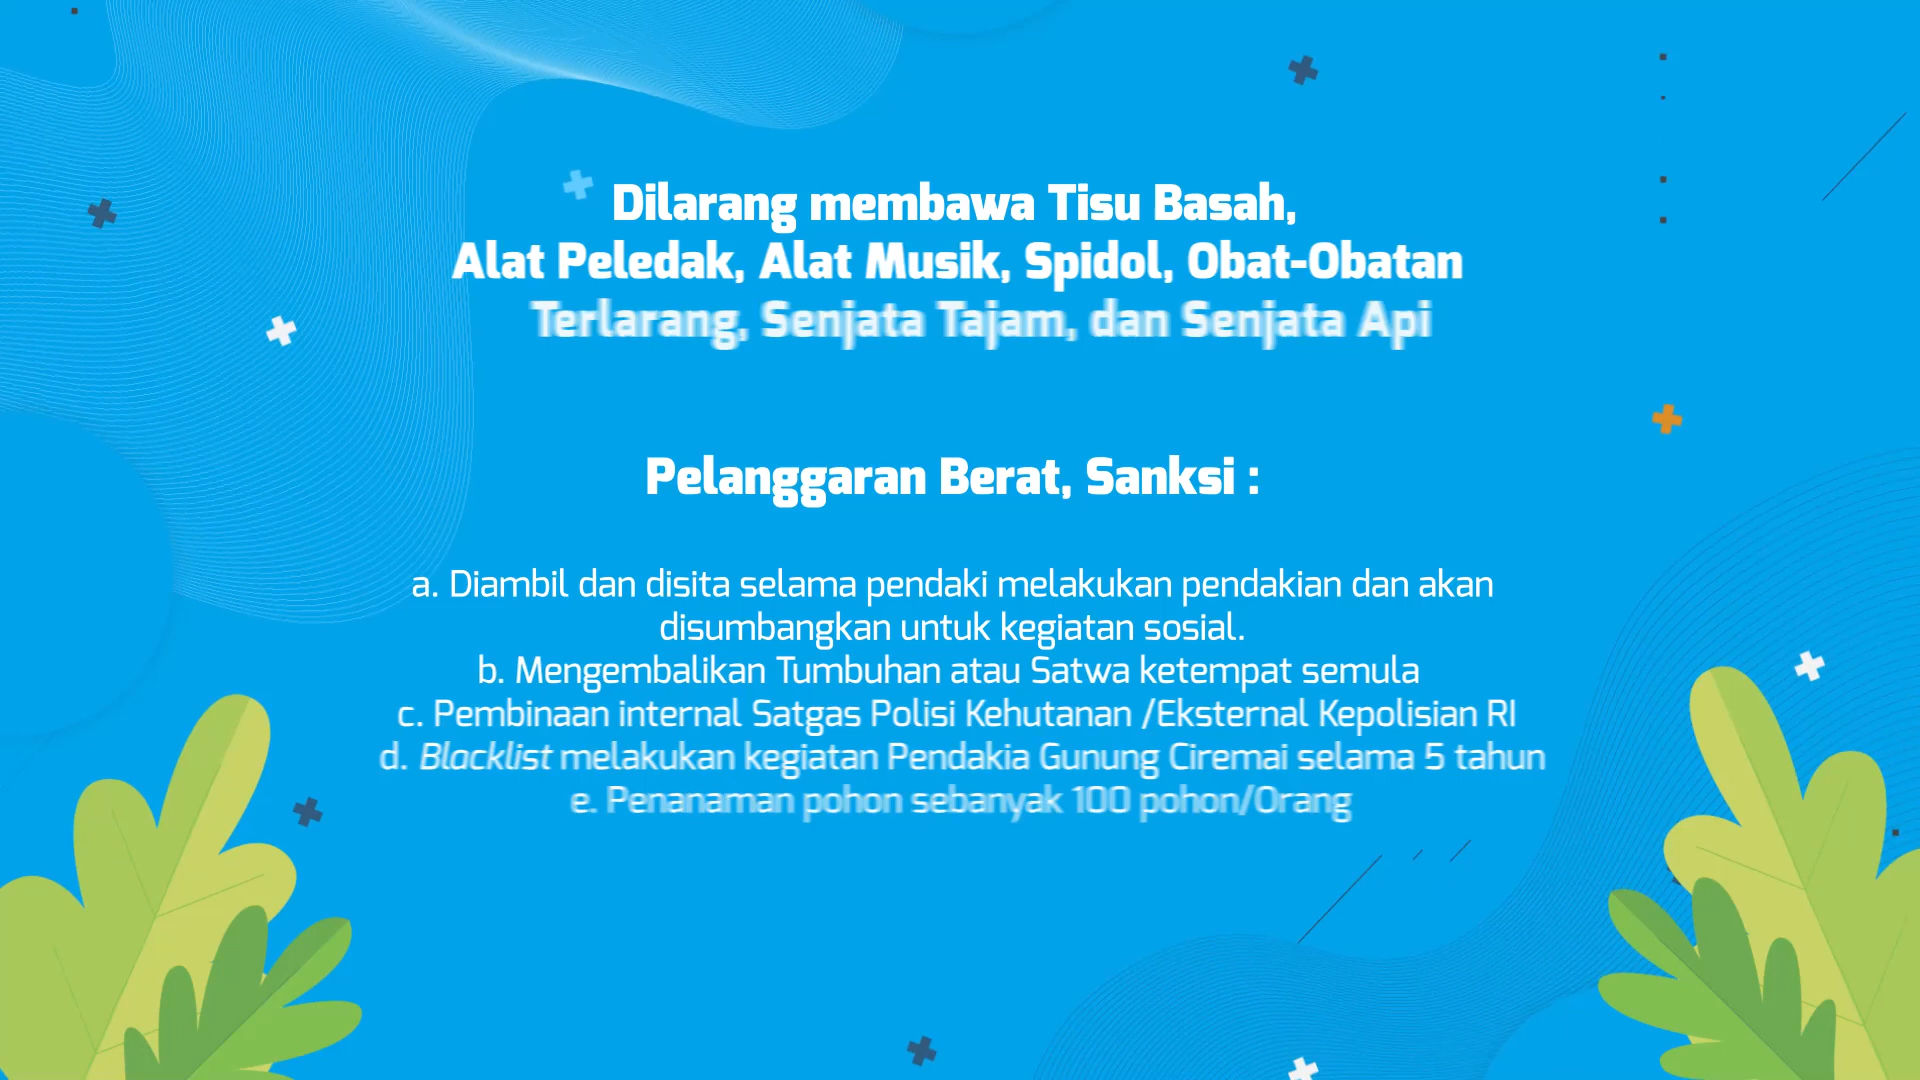 Dilarang membawa Tisu Basah,
Alat Peledak, Alat Musik, Spidol, Obat-Obatan
Terlarang, Senjata Tajam, dan Senjata Api
Pelanggaran Berat, Sanksi :
a. Diambil dan disita selama pendaki melakukan pendakian dan akan
disumbangkan untuk kegiatan sosial.
b. Mengembalikan Tumbuhan atau Satwa ketempat semula
c. Pembinaan internal Satgas Polisi Kehutanan /Eksternal Kepolisian RI
d. Blacklist melakukan kegiatan Pendakia Gunung Ciremai selama 5 tahun
e. Penanaman pohon sebanyak 100 pohon/Orang